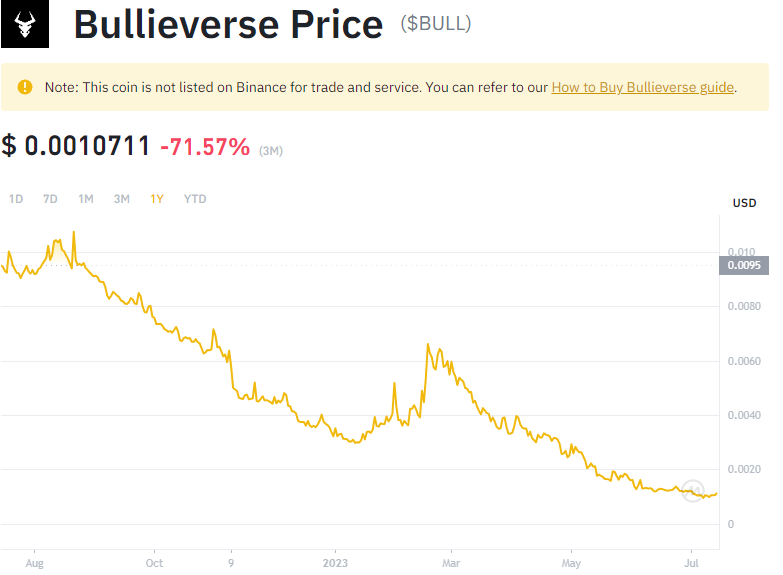 Bullieverse Price ($BULL)
Note: This coin is not listed on Binance for trade and service. You can refer to our How to Buy Bullieverse guide.
$ 0.0010711 -71.57% (3M)
1D 7D 1M 3M 1Y YTD
USD
0.010
0.0095
0.0080
0.0060
0.0040
0.0020
0
Aug Oct 9 2023 Mar May Jul